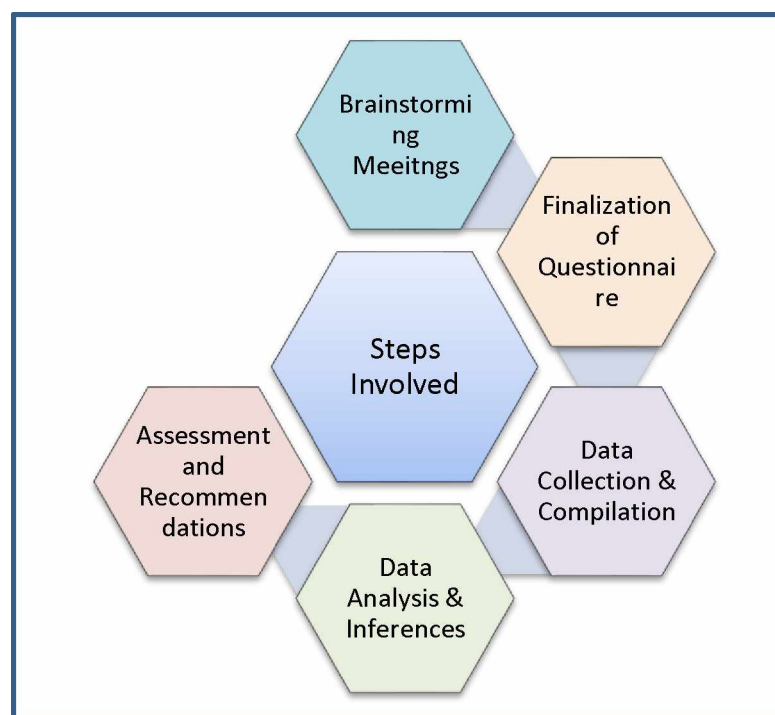 Brainstormi
ng
Meeitngs
Finalization
of
Questionnai
re
Steps
Involved
Data
Collection &
Compilation
Assessment
and
Recommen
dations
Data
Analysis &
Inferences